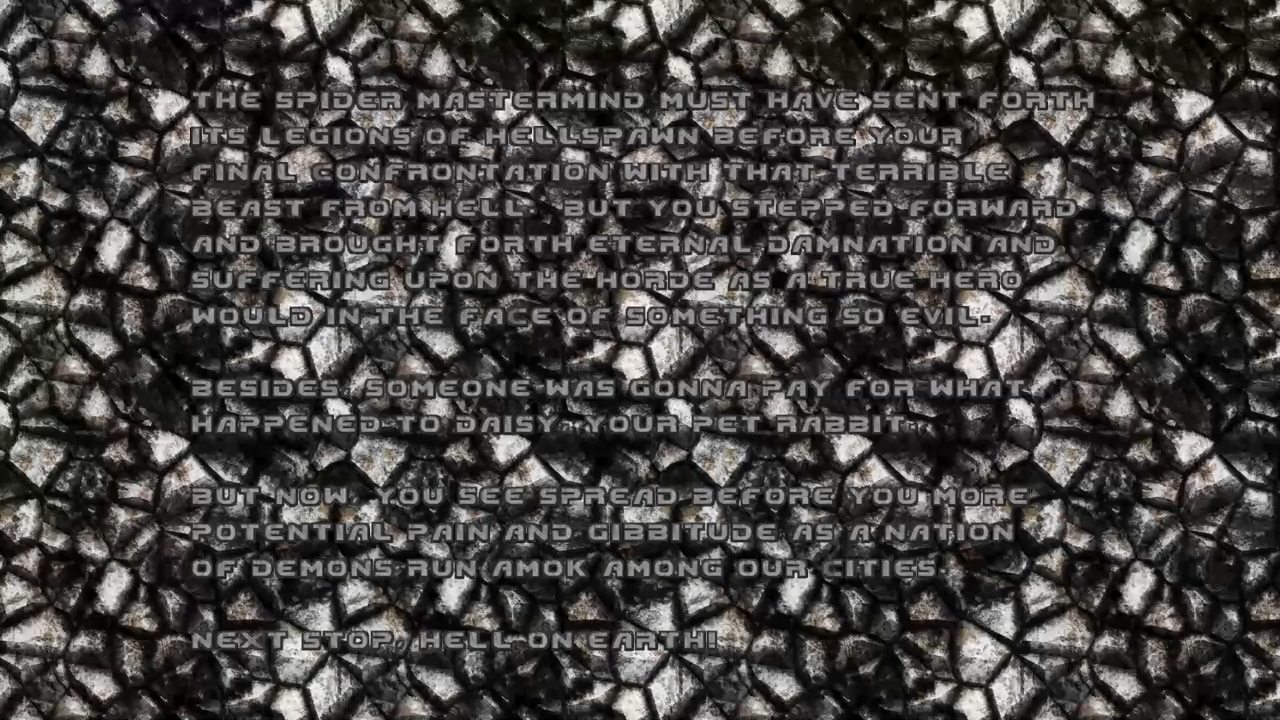 THE SPIDER MASTERMIND MUST HAVE SENT FORTH
ITS LEGIONS OF HELLSPAWN BEFORE YOUR
FINAL CONFRONTATION WITH THAT TERRIBLE
BEAST FROM HELL. BUT YOU STEPPED FORWARD
AND BROUGHT FORTH ETERNAL DAMNATION AND
SUFFERING UPON THE HORDE AS A TRUE HERO
WOULD IN THE FACE OF SOMETHING SO EVIL.
BESIDES, SOMEONE WAS GONNA PAY FOR WHAT
HAPPENED TO DAISY, YOUR PET RABBIT.
BUT NOW, YOU SEE SPREAD BEFORE YOU MORE
POTENTIAL PAIN AND GIBBITUDE AS A NATION
OF DEMONS RUN AMOK AMONG OUR CITIES.
NEXT STOP, HELL ON EARTH!